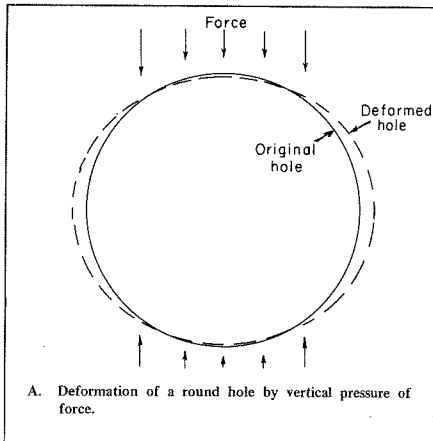 Force
Deformed
hole
Original
hole
A. Deformation of a round hole by vertical pressure of
force.